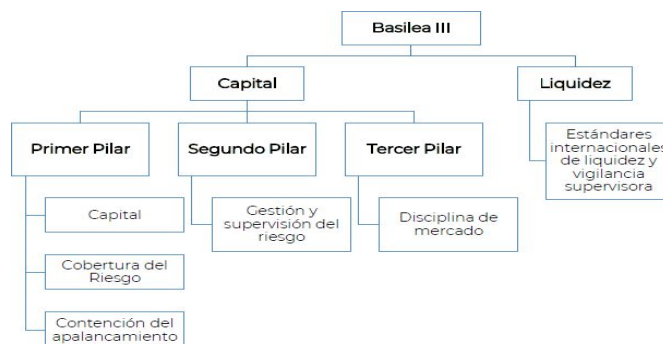 Basilea III
Capital
Liquidez
Primer Pilar
Segundo Pilar
Tercer Pilar
Estándares
internacionales
de liquidez y
vigilancia
supervisora
Capital
Gestión y
supervisión del
riesgo
Disciplina de
mercado
Cobertura del
Riesgo
Contención del
apalancamiento